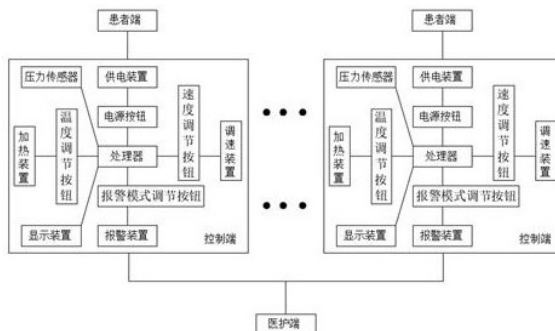 患者端
压力传感器
供电装置
电源按钮
速度调节按钮
加热装置
温度调节按钮
处理器
调速装置
报警模式调节按钮
显示装置
报警装置
控制端
患者端
压力传感器
供电装置
电源按钮
速度调节按钮
加热装置
温度调节按钮
处理器
调速装置
报警模式调节按钮
显示装置
报警装置
控制端
医护端